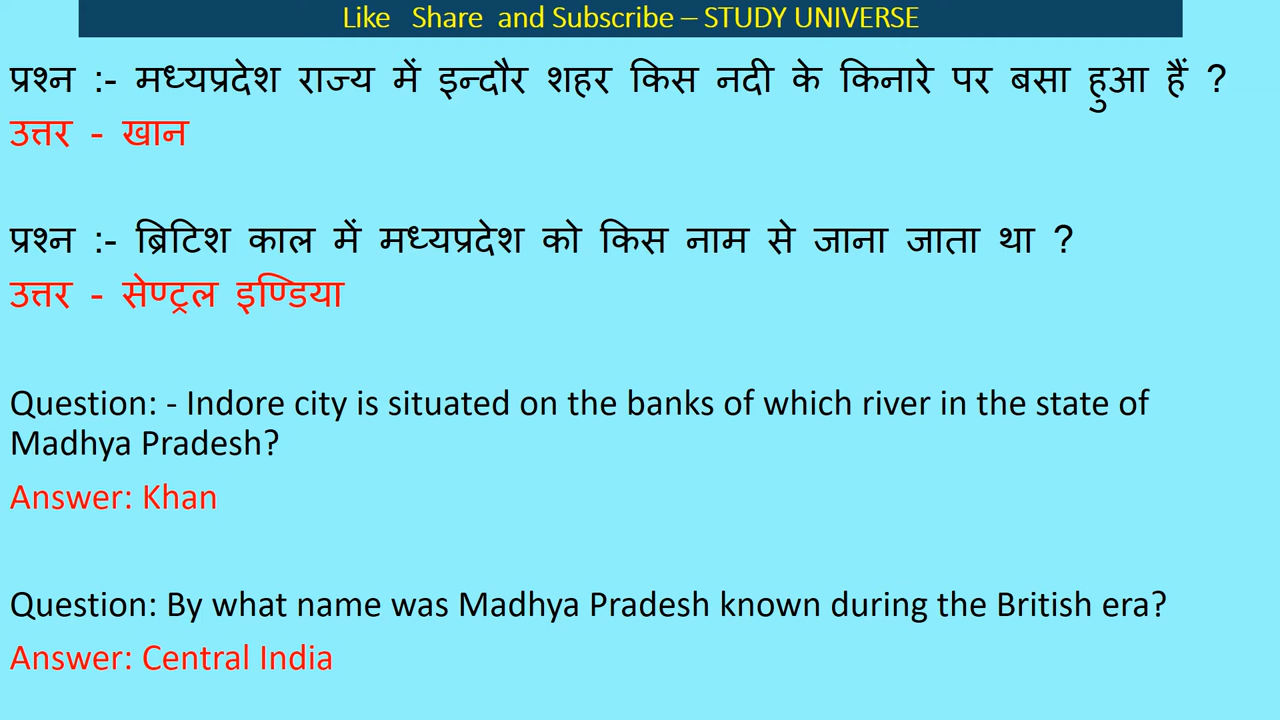 Like Share and Subscribe – STUDY UNIVERSE
प्रश्न :- मध्यप्रदेश राज्य में इन्दौर शहर किस नदी के किनारे पर बसा हुआ हैं ?
उत्तर - खान
प्रश्न :- ब्रिटिश काल में मध्यप्रदेश को किस नाम से जाना जाता था ?
उत्तर - सेण्ट्रल इण्डिया
Question: - Indore city is situated on the banks of which river in the state of
Madhya Pradesh?
Answer: Khan
Question: By what name was Madhya Pradesh known during the British era?
Answer: Central India